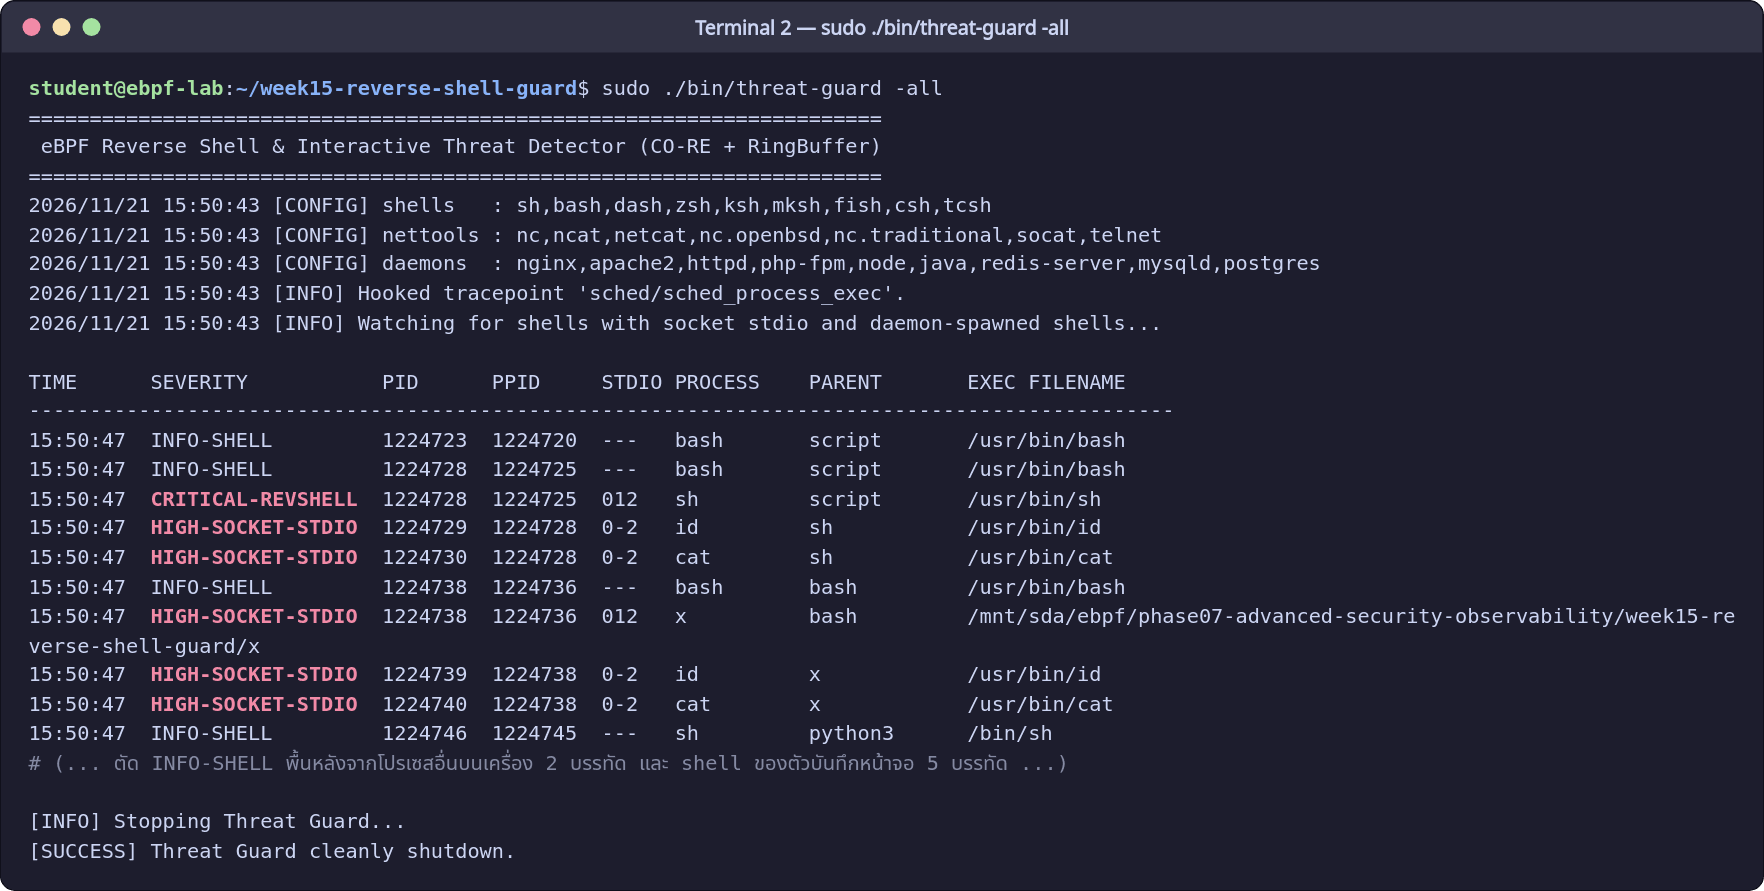 Terminal 2 — sudo ./bin/threat-guard -all
student@ebpf-lab:~/week15-reverse-shell-guard$ sudo ./bin/threat-guard -all
======================================================================
 eBPF Reverse Shell & Interactive Threat Detector (CO-RE + RingBuffer)
======================================================================
2026/11/21 15:50:43 [CONFIG] shells   : sh,bash,dash,zsh,ksh,mksh,fish,csh,tcsh
2026/11/21 15:50:43 [CONFIG] nettools : nc,ncat,netcat,nc.openbsd,nc.traditional,socat,telnet
2026/11/21 15:50:43 [CONFIG] daemons  : nginx,apache2,httpd,php-fpm,node,java,redis-server,mysqld,postgres
2026/11/21 15:50:43 [INFO] Hooked tracepoint 'sched/sched_process_exec'.
2026/11/21 15:50:43 [INFO] Watching for shells with socket stdio and daemon-spawned shells...
TIME      SEVERITY           PID      PPID     STDIO PROCESS    PARENT       EXEC FILENAME
----------------------------------------------------------------------------------------------
15:50:47  INFO-SHELL         1224723  1224720  ---   bash       script       /usr/bin/bash
15:50:47  INFO-SHELL         1224728  1224725  ---   bash       script       /usr/bin/bash
15:50:47  CRITICAL-REVSHELL  1224728  1224725  012   sh         script       /usr/bin/sh
15:50:47  HIGH-SOCKET-STDIO  1224729  1224728  0-2   id         sh           /usr/bin/id
15:50:47  HIGH-SOCKET-STDIO  1224730  1224728  0-2   cat        sh           /usr/bin/cat
15:50:47  INFO-SHELL         1224738  1224736  ---   bash       bash         /usr/bin/bash
15:50:47  HIGH-SOCKET-STDIO  1224738  1224736  012   x          bash         /mnt/sda/ebpf/phase07-advanced-security-observability/week15-re
verse-shell-guard/x
15:50:47  HIGH-SOCKET-STDIO  1224739  1224738  0-2   id         x            /usr/bin/id
15:50:47  HIGH-SOCKET-STDIO  1224740  1224738  0-2   cat        x            /usr/bin/cat
15:50:47  INFO-SHELL         1224746  1224745  ---   sh         python3      /bin/sh
# (... ตัด INFO-SHELL พื้นหลังจากโปรเซสอื่นบนเครื่อง 2 บรรทัด และ shell ของตัวบันทึกหน้าจอ 5 บรรทัด ...)
[INFO] Stopping Threat Guard...
[SUCCESS] Threat Guard cleanly shutdown.